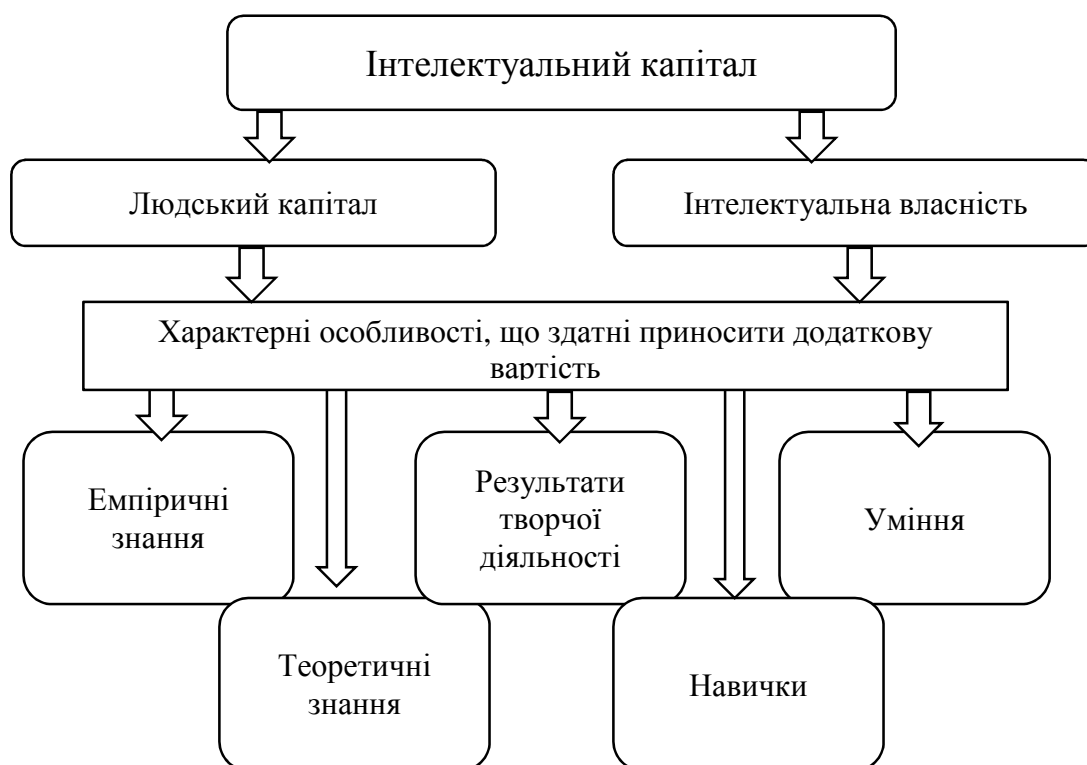 Інтелектуальний капітал
Людський капітал
Інтелектуальна власність
Характерні особливості, що здатні приносити додаткову
вартість
Емпіричні
знання
Результати
творчої
діяльності
Уміння
Теоретичні
знання
Навички